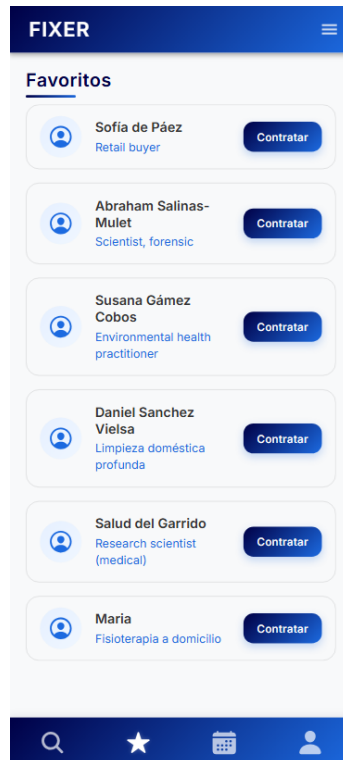 FIXER
Favoritos
Sofía de Páez
Retail buyer
Contratar
Abraham Salinas-
Mulet
Scientist, forensic
Contratar
Susana Gámez
Cobos
Environmental health
practitioner
Contratar
Daniel Sanchez
Vielsa
Limpieza doméstica
profunda
Contratar
Salud del Garrido
Research scientist
(medical)
Contratar
Maria
Fisioterapia a domicilio
Contratar